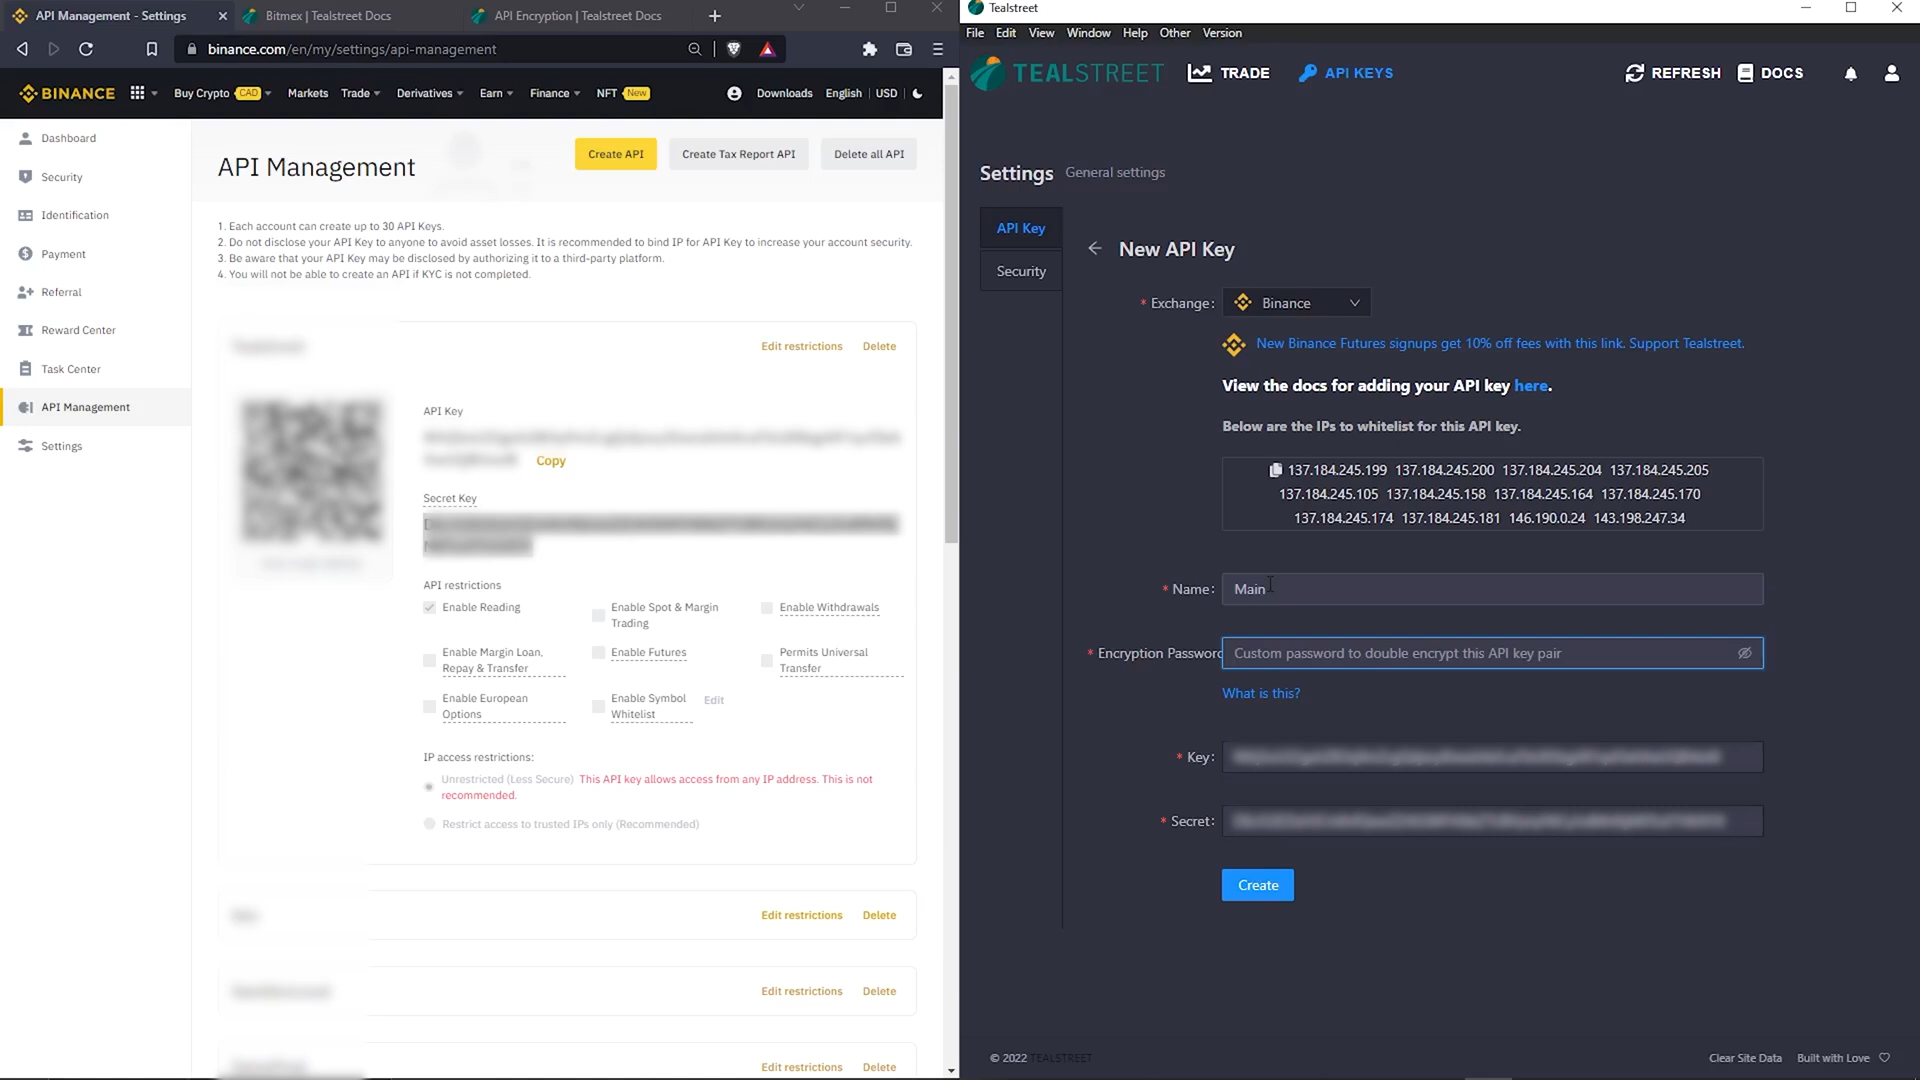 API Management - Settings
Bitmex | Tealstreet Docs
API Encryption | Tealstreet Docs
binance.com/en/my/settings/api-management
BINANCE
Buy Crypto CAD
Markets
Trade
Derivatives
Earn
Finance
NFT New
Downloads
English
USD
Dashboard
Security
Identification
Payment
Referral
Reward Center
Task Center
API Management
Settings
API Management
Create API
Create Tax Report API
Delete all API
1. Each account can create up to 30 API Keys.
2. Do not disclose your API Key to anyone to avoid asset losses. It is recommended to bind IP for API Key to increase your account security.
3. Be aware that your API Key may be disclosed by authorizing it to a third-party platform.
4. You will not be able to create an API if KYC is not completed.
Edit restrictions
Delete
API Key
Copy
Secret Key
API restrictions
Enable Reading
Enable Spot & Margin
Trading
Enable Withdrawals
Enable Margin Loan,
Repay & Transfer
Enable Futures
Permits Universal
Transfer
Enable European
Options
Enable Symbol
Whitelist
Edit
IP access restrictions:
Unrestricted (Less Secure) This API key allows access from any IP address. This is not
recommended.
Restrict access to trusted IPs only (Recommended)
Edit restrictions
Delete
Edit restrictions
Delete
Edit restrictions
Delete
Tealstreet
File
Edit
View
Window
Help
Other
Version
TEALSTREET
TRADE
API KEYS
REFRESH
DOCS
Settings
General settings
API Key
Security
New API Key
* Exchange:
Binance
New Binance Futures signups get 10% off fees with this link. Support Tealstreet.
View the docs for adding your API key here.
Below are the IPs to whitelist for this API key.
137.184.245.199 137.184.245.200 137.184.245.204 137.184.245.205
137.184.245.105 137.184.245.158 137.184.245.164 137.184.245.170
137.184.245.174 137.184.245.181 146.190.0.24 143.198.247.34
* Name:
Main
* Encryption Password
Custom password to double encrypt this API key pair
What is this?
* Key:
* Secret:
Create
© 2022 TEALSTREET
Clear Site Data
Built with Love